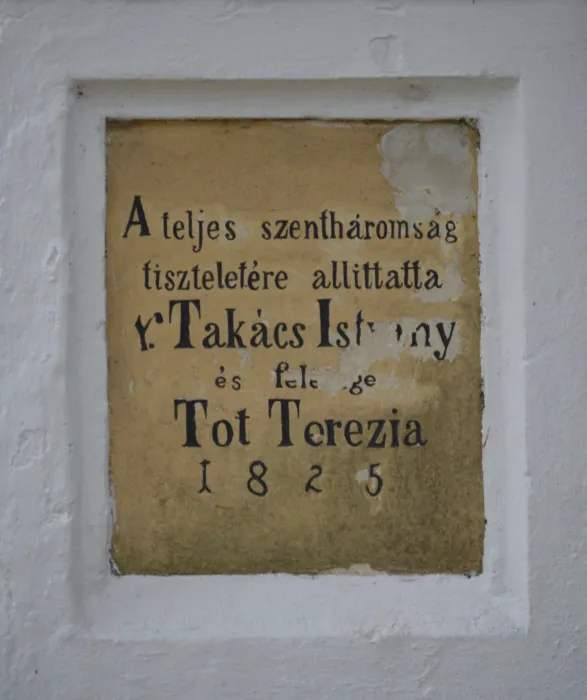 A teljes szentháromság
tiszteletére allittatta
Takács
és
Tot Terezia
1825